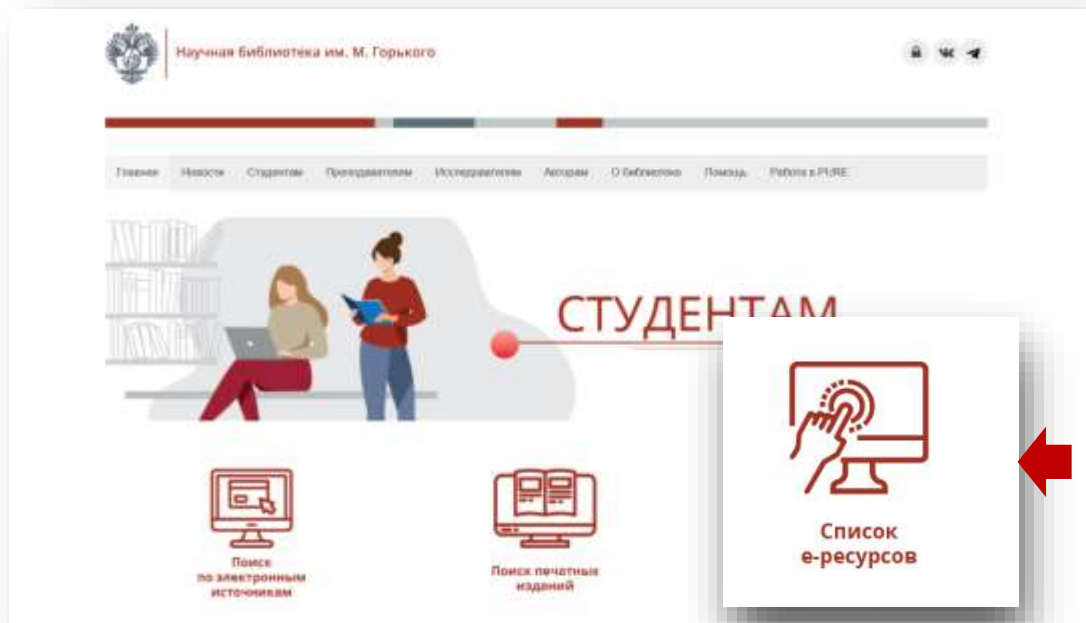 Научная библиотека им. М. Горького
Главная Новости Студентам Преподавателям Исследователям Авторам О библиотеке Помощь Работа в PURE
СТУДЕНТАМ
Поиск
по электронным
источникам
Поиск печатных
изданий
Список
е-ресурсов